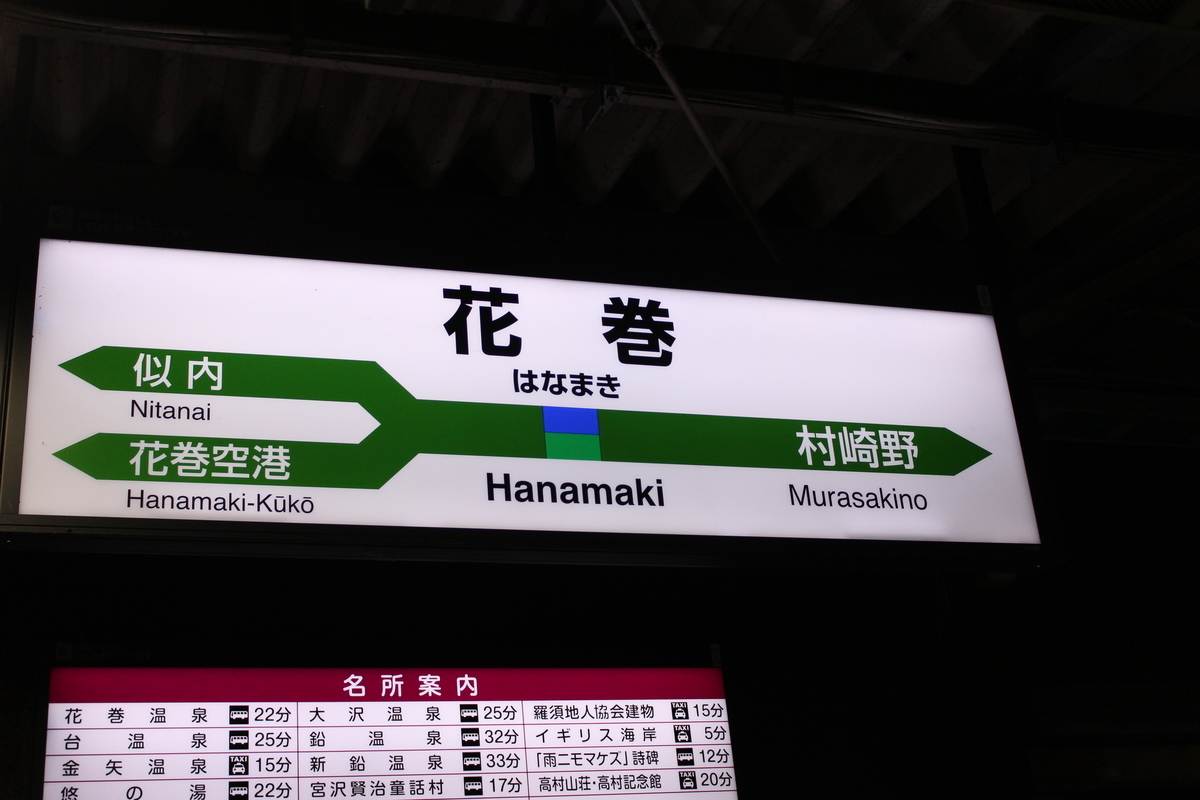 花巻
はなまき
似内
Nitanai
花巻空港
Hanamaki-Kūkō
Hanamaki
村崎野
Murasakino
名所案内
花巻温泉 22分 大沢温泉 25分 羅須地人協会建物 TAXI 15分
台温泉 25分 鉛温泉 32分 イギリス海岸 TAXI 5分
金矢温泉 TAXI 15分 新鉛温泉 33分 「雨ニモマケズ」詩碑 12分
悠の湯 22分 宮沢賢治童話村 17分 高村山荘・高村記念館 TAXI 20分